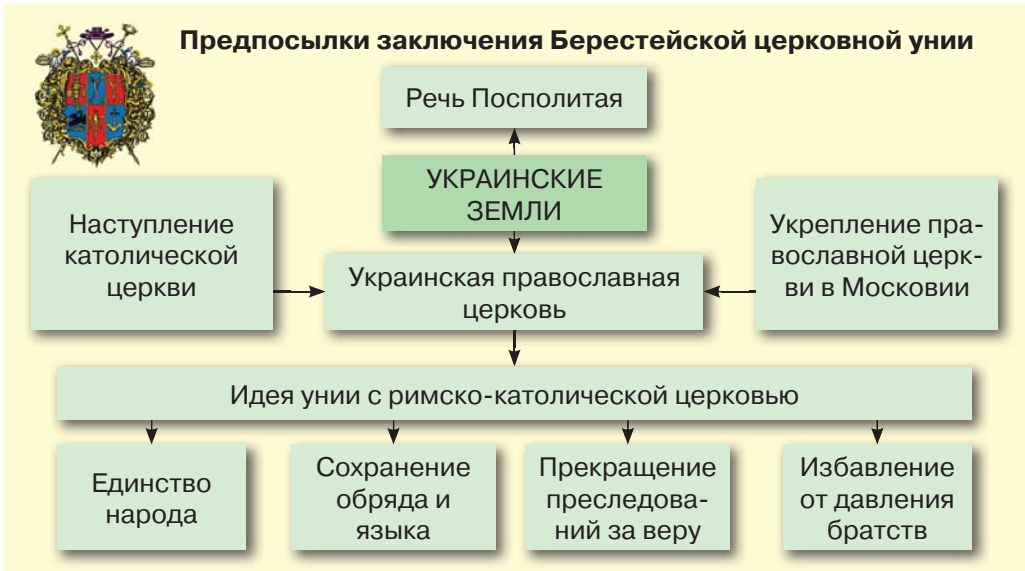 Предпосылки заключения Берестейской церковной унии
Речь Посполитая
УКРАИНСКИЕ
ЗЕМЛИ
Наступление
католической
церкви
Украинская православная
церковь
Укрепление пра-
вославной церк-
ви в Московии
Идея унии с римско-католической церковью
Единство
народа
Сохранение
обряда и
языка
Прекращение
преследова-
ний за веру
Избавление
от давления
братств